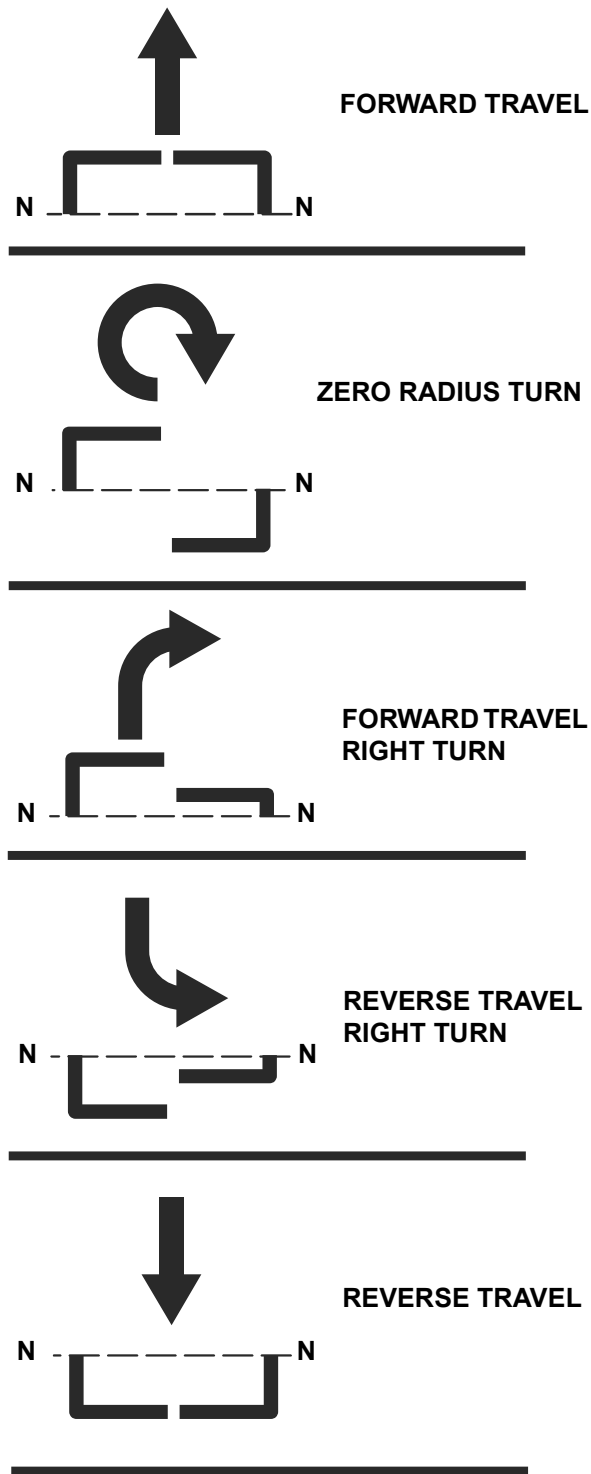 FORWARD TRAVEL
N N
ZERO RADIUS TURN
N N
FORWARD TRAVEL
RIGHT TURN
N N
REVERSE TRAVEL
RIGHT TURN
N N
REVERSE TRAVEL
N N